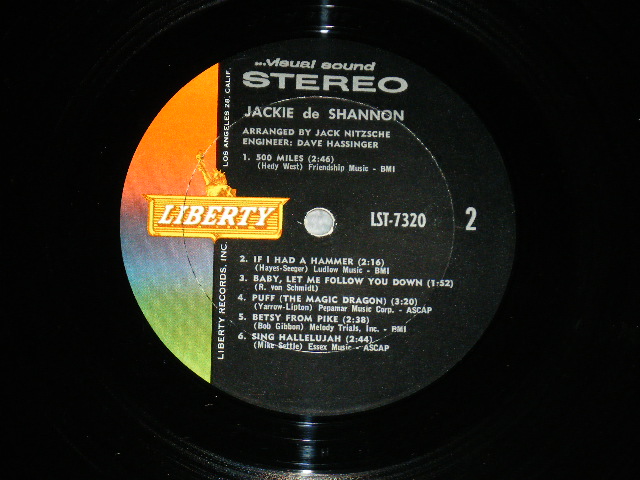 ...visual sound
STEREO
JACKIE de SHANNON
ARRANGED BY JACK NITZSCHE
ENGINEER: DAVE HASSINGER
1. 500 MILES (2:46)
(Hedy West) Friendship Music - BMI
LIBERTY
LST-7320
2
2. IF I HAD A HAMMER (2:16)
(Hayes-Seeger) Ludlow Music - BMI
3. BABY, LET ME FOLLOW YOU DOWN (1:52)
(R. von Schmidt)
4. PUFF (THE MAGIC DRAGON) (3:20)
(Yarrow-Lipton) Pepamar Music Corp. - ASCAP
5. BETSY FROM PIKE (2:38)
(Bob Gibbon) Melody Trials, Inc. - BMI
6. SING HALLELUJAH (2:44)
(Mike Settle) Essex Music - ASCAP
LIBERTY RECORDS, INC.
LOS ANGELES 28, CALIF.